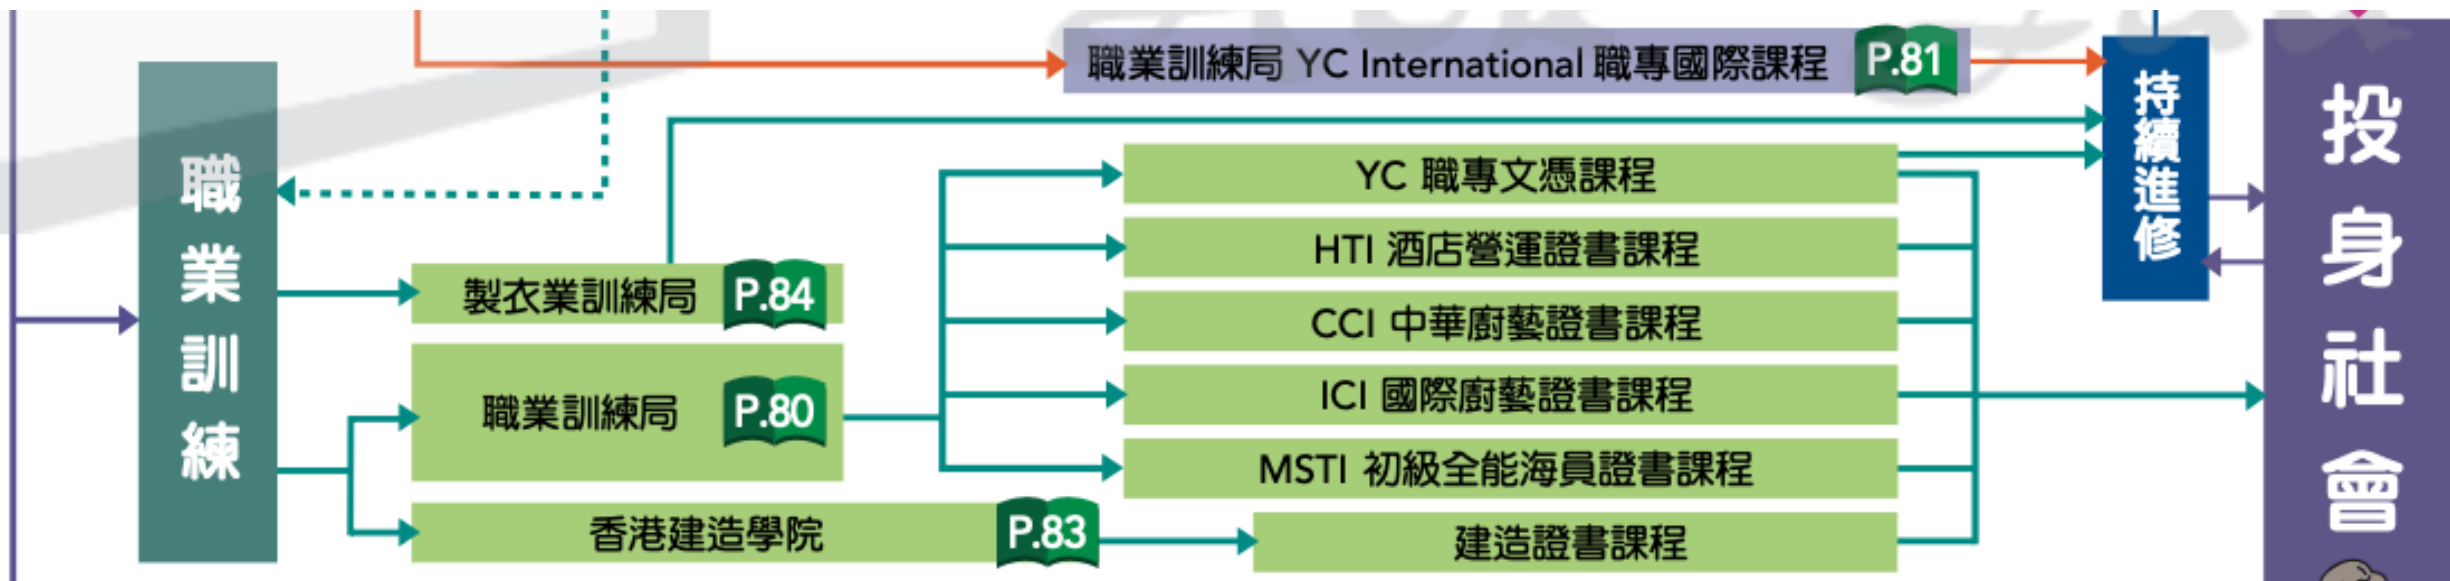 職業訓練局 YC International 職專國際課程 P.81
職業訓練
製衣業訓練局 P.84
職業訓練局 P.80
香港建造學院 P.83
YC 職專文憑課程
HTI 酒店營運證書課程
CCI 中華廚藝證書課程
ICI 國際廚藝證書課程
MSTI 初級全能海員證書課程
建造證書課程
持續進修
投身社會